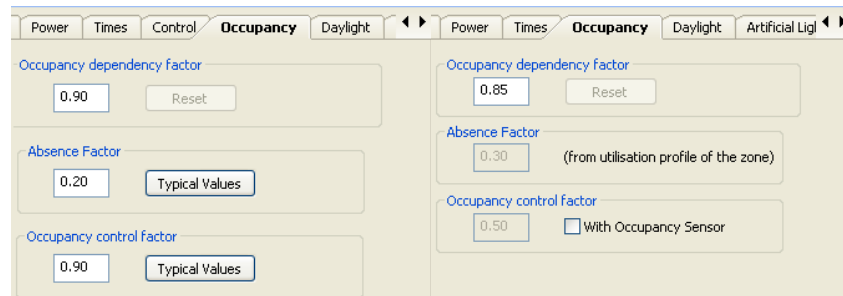 Power Times Control Occupancy Daylight
Occupancy dependency factor
0.90 Reset
Absence Factor
0.20 Typical Values
Occupancy control factor
0.90 Typical Values
Power Times Occupancy Daylight Artificial Ligl
Occupancy dependency factor
0.85 Reset
Absence Factor
0.30 (from utilisation profile of the zone)
Occupancy control factor
0.50 With Occupancy Sensor